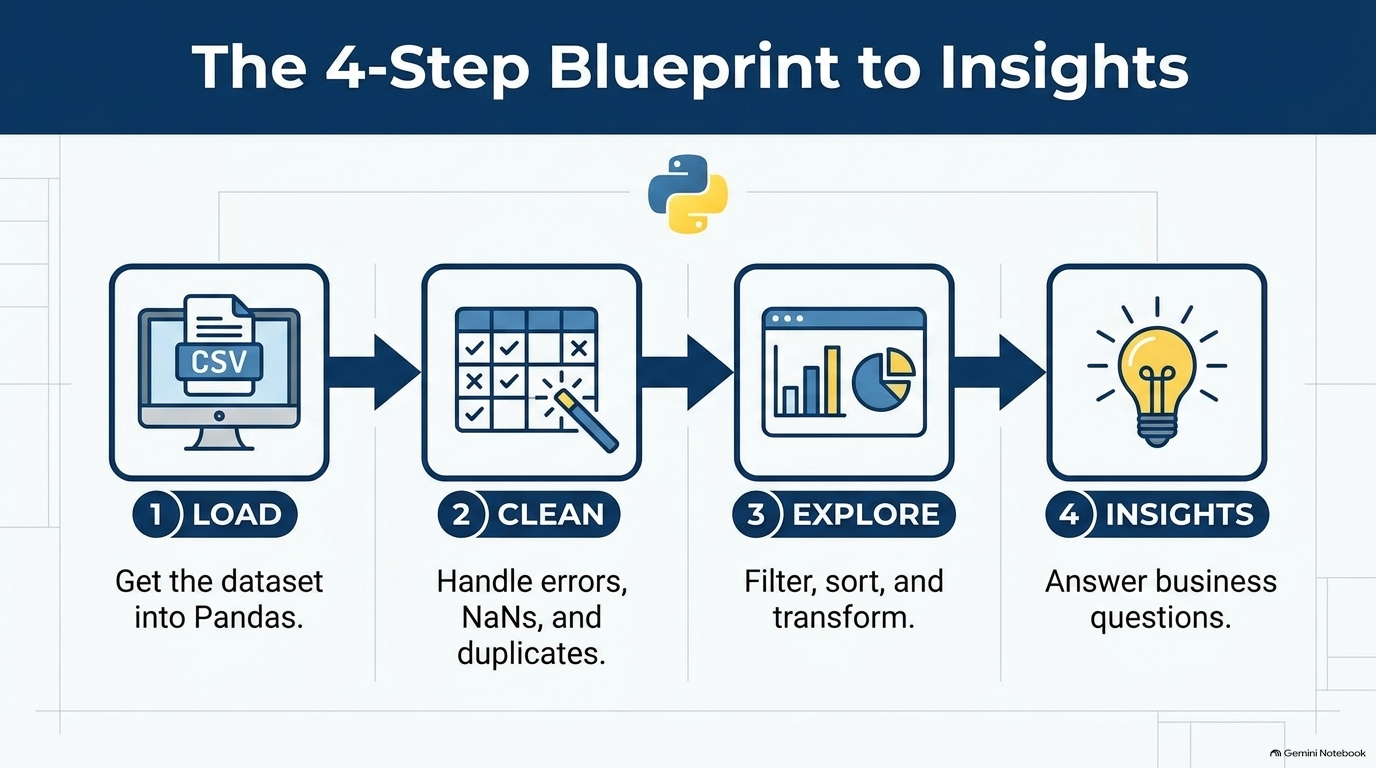 The 4-Step Blueprint to Insights
CSV
1 LOAD
Get the dataset
into Pandas.
2 CLEAN
Handle errors,
NaNs, and
duplicates.
3 EXPLORE
Filter, sort, and
transform.
4 INSIGHTS
Answer business
questions.
Gemini Notebook